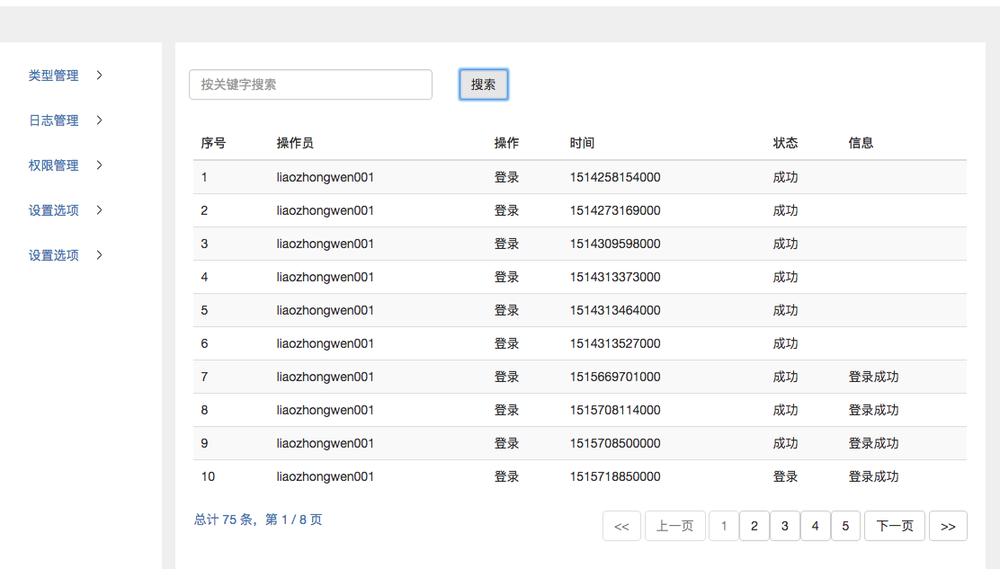 类型管理 >
日志管理 >
权限管理 >
设置选项 >
设置选项 >
按关键字搜索 搜索
序号 操作员 操作 时间 状态 信息
1 liaozhongwen001 登录 1514258154000 成功
2 liaozhongwen001 登录 1514273169000 成功
3 liaozhongwen001 登录 1514309598000 成功
4 liaozhongwen001 登录 1514313373000 成功
5 liaozhongwen001 登录 1514313464000 成功
6 liaozhongwen001 登录 1514313527000 成功
7 liaozhongwen001 登录 1515669701000 成功 登录成功
8 liaozhongwen001 登录 1515708114000 成功 登录成功
9 liaozhongwen001 登录 1515708500000 成功 登录成功
10 liaozhongwen001 登录 1515718850000 登录 登录成功
总计 75 条，第 1 / 8 页
<< 上一页 1 2 3 4 5 下一页 >>